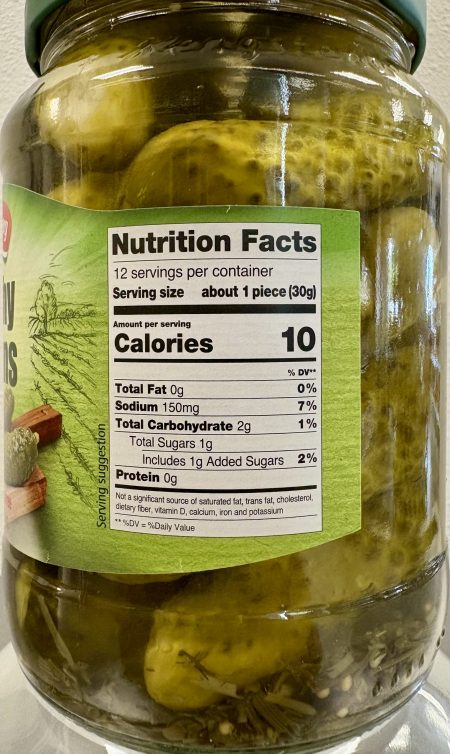 Nutrition Facts
12 servings per container
Serving size about 1 piece (30g)
Amount per serving
Calories 10
% DV**
Total Fat 0g 0%
Sodium 150mg 7%
Total Carbohydrate 2g 1%
Total Sugars 1g
Includes 1g Added Sugars 2%
Protein 0g
Not a significant source of saturated fat, trans fat, cholesterol,
dietary fiber, vitamin D, calcium, iron and potassium
** %DV = %Daily Value
Serving suggestion